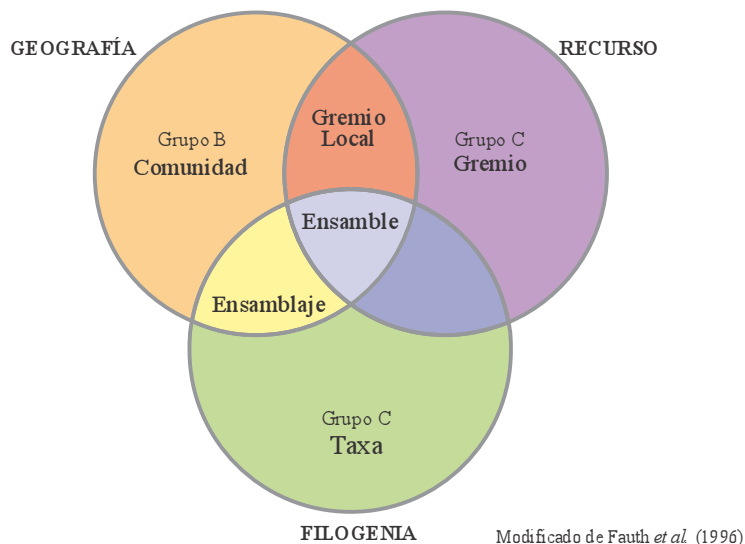 GEOGRAFÍA
RECURSO
Gremio
Local
Grupo B
Comunidad
Grupo C
Gremio
Ensamble
Ensamblaje
Grupo C
Taxa
FILOGENIA
Modificado de Fauth et al. (1996)